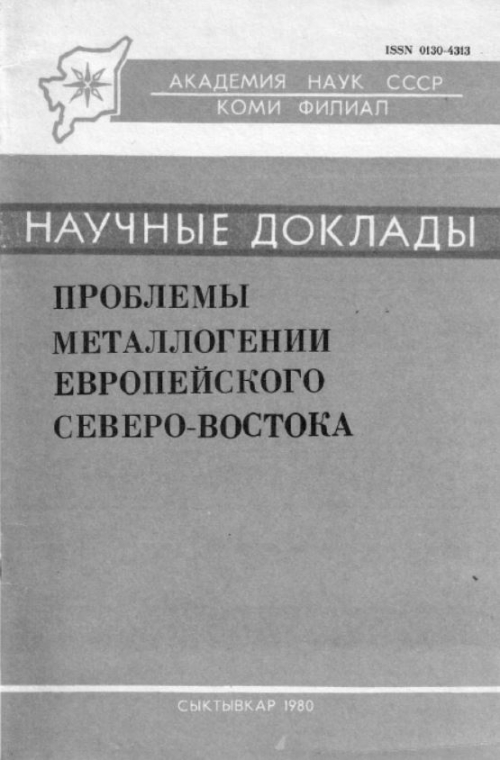 ISSN 0130-4313
АКАДЕМИЯ НАУК СССР
КОМИ ФИЛИАЛ
НАУЧНЫЕ ДОКЛАДЫ
ПРОБЛЕМЫ
МЕТАЛЛОГЕНИИ
ЕВРОПЕЙСКОГО
СЕВЕРО-ВОСТОКА
СЫКТЫВКАР 1980